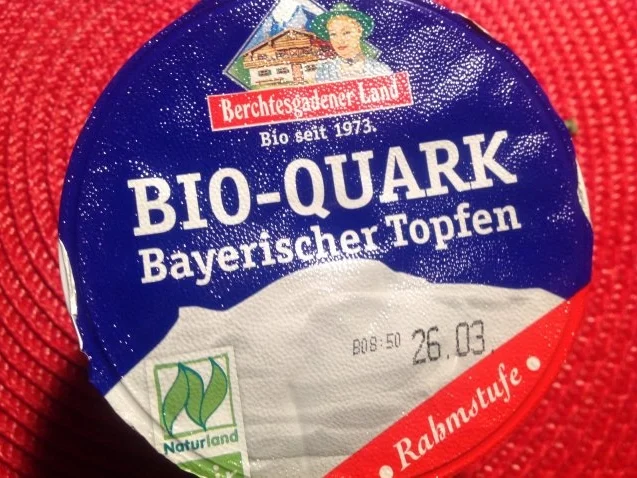 Berchtesgadener Land
Bio seit 1973.
BIO-QUARK
Bayerischer Topfen
B08:50 26.03.
Rahmstufe
Naturland